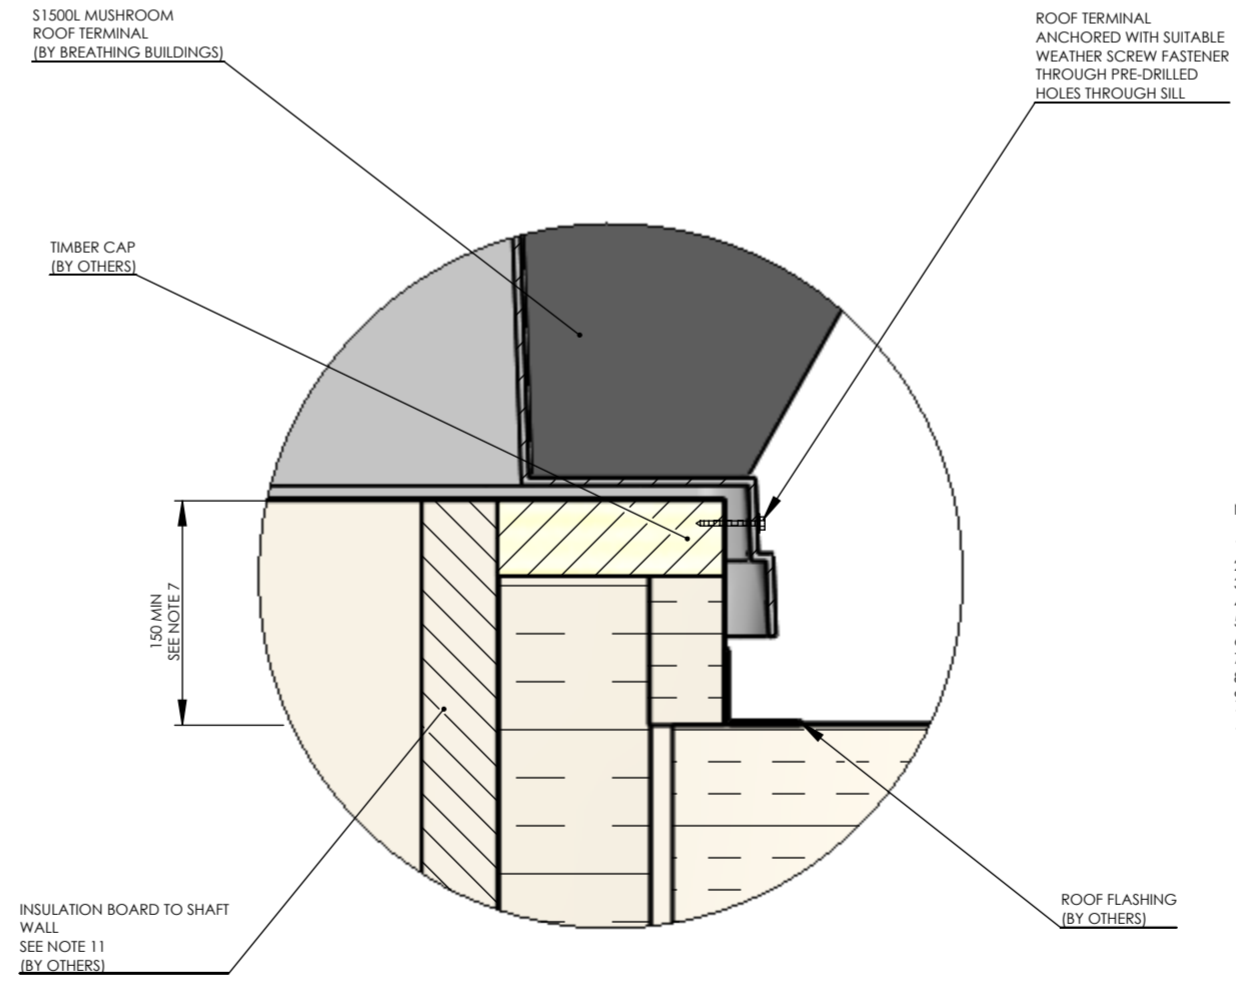 S1500L MUSHROOM
ROOF TERMINAL
(BY BREATHING BUILDINGS)
ROOF TERMINAL
ANCHORED WITH SUITABLE
WEATHER SCREW FASTENER
THROUGH PRE-DRILLED
HOLES THROUGH SILL
TIMBER CAP
(BY OTHERS)
150 MIN
SEE NOTE 7
INSULATION BOARD TO SHAFT
WALL
SEE NOTE 11
(BY OTHERS)
ROOF FLASHING
(BY OTHERS)